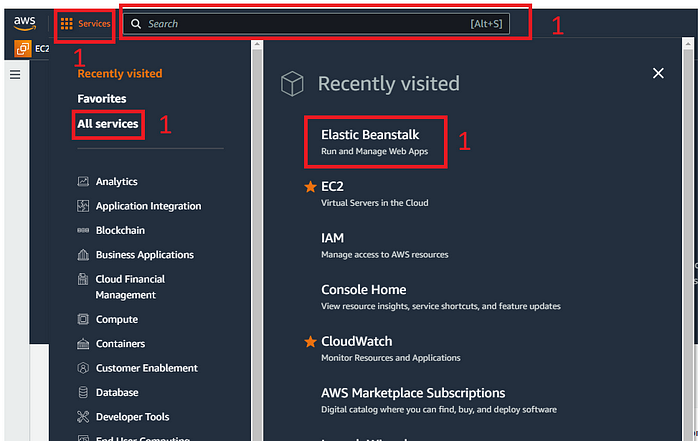 aws
Services
Search
[Alt+S]
1
EC2
1
Recently visited
Favorites
All services
1
Analytics
Application Integration
Blockchain
Business Applications
Cloud Financial
Management
Compute
Containers
Customer Enablement
Database
Developer Tools
End User Computing
Recently visited
Elastic Beanstalk
1
Run and Manage Web Apps
EC2
Virtual Servers in the Cloud
IAM
Manage access to AWS resources
Console Home
View resource insights, service shortcuts, and feature updates
CloudWatch
Monitor Resources and Applications
AWS Marketplace Subscriptions
Digital catalog where you can find, buy, and deploy software